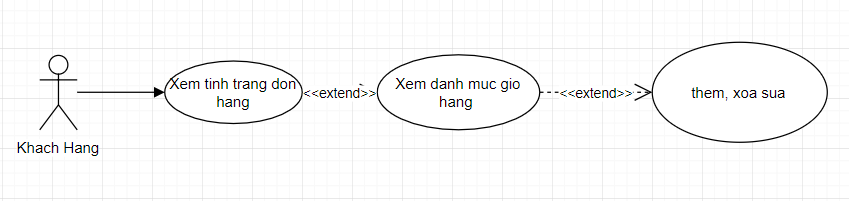 Xem tinh trang don
hang
<<extend>>
Xem danh muc gio
hang
<<extend>>
them, xoa sua
Khach Hang